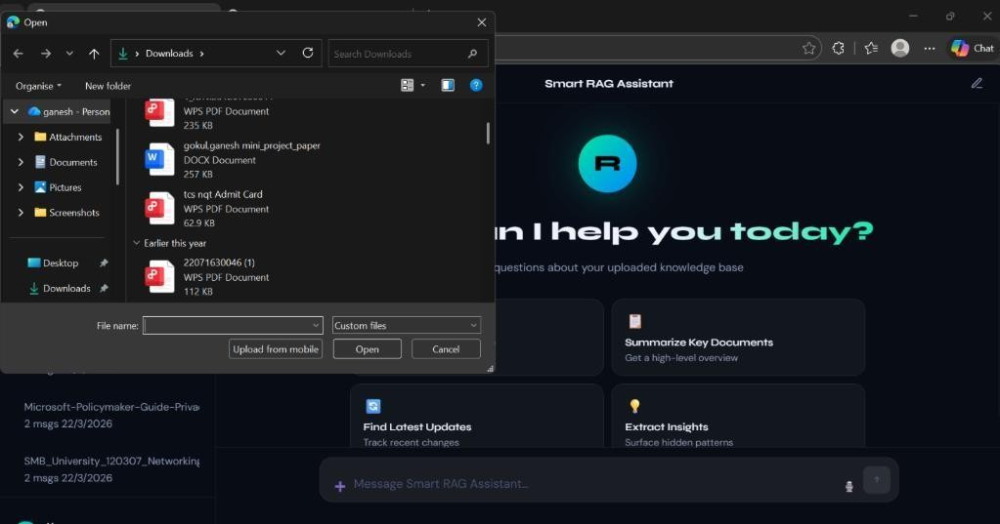 Open
Downloads
Search Downloads
Organise
New folder
ganesh - Person
Attachments
Documents
Pictures
Screenshots
Desktop
Downloads
WPS PDF Document
235 KB
gokul,ganesh mini_project_paper
DOCX Document
257 KB
tcs nqt Admit Card
WPS PDF Document
62.9 KB
Earlier this year
22071630046 (1)
WPS PDF Document
112 KB
File name:
Custom files
Upload from mobile
Open
Cancel
Chat
Smart RAG Assistant
R
n I help you today?
questions about your uploaded knowledge base
Summarize Key Documents
Get a high-level overview
Find Latest Updates
Track recent changes
Extract Insights
Surface hidden patterns
Microsoft-Policymaker-Guide-Priva
2 msgs 22/3/2026
SMB_University_120307_Networking
2 msgs 22/3/2026
Message Smart RAG Assistant...